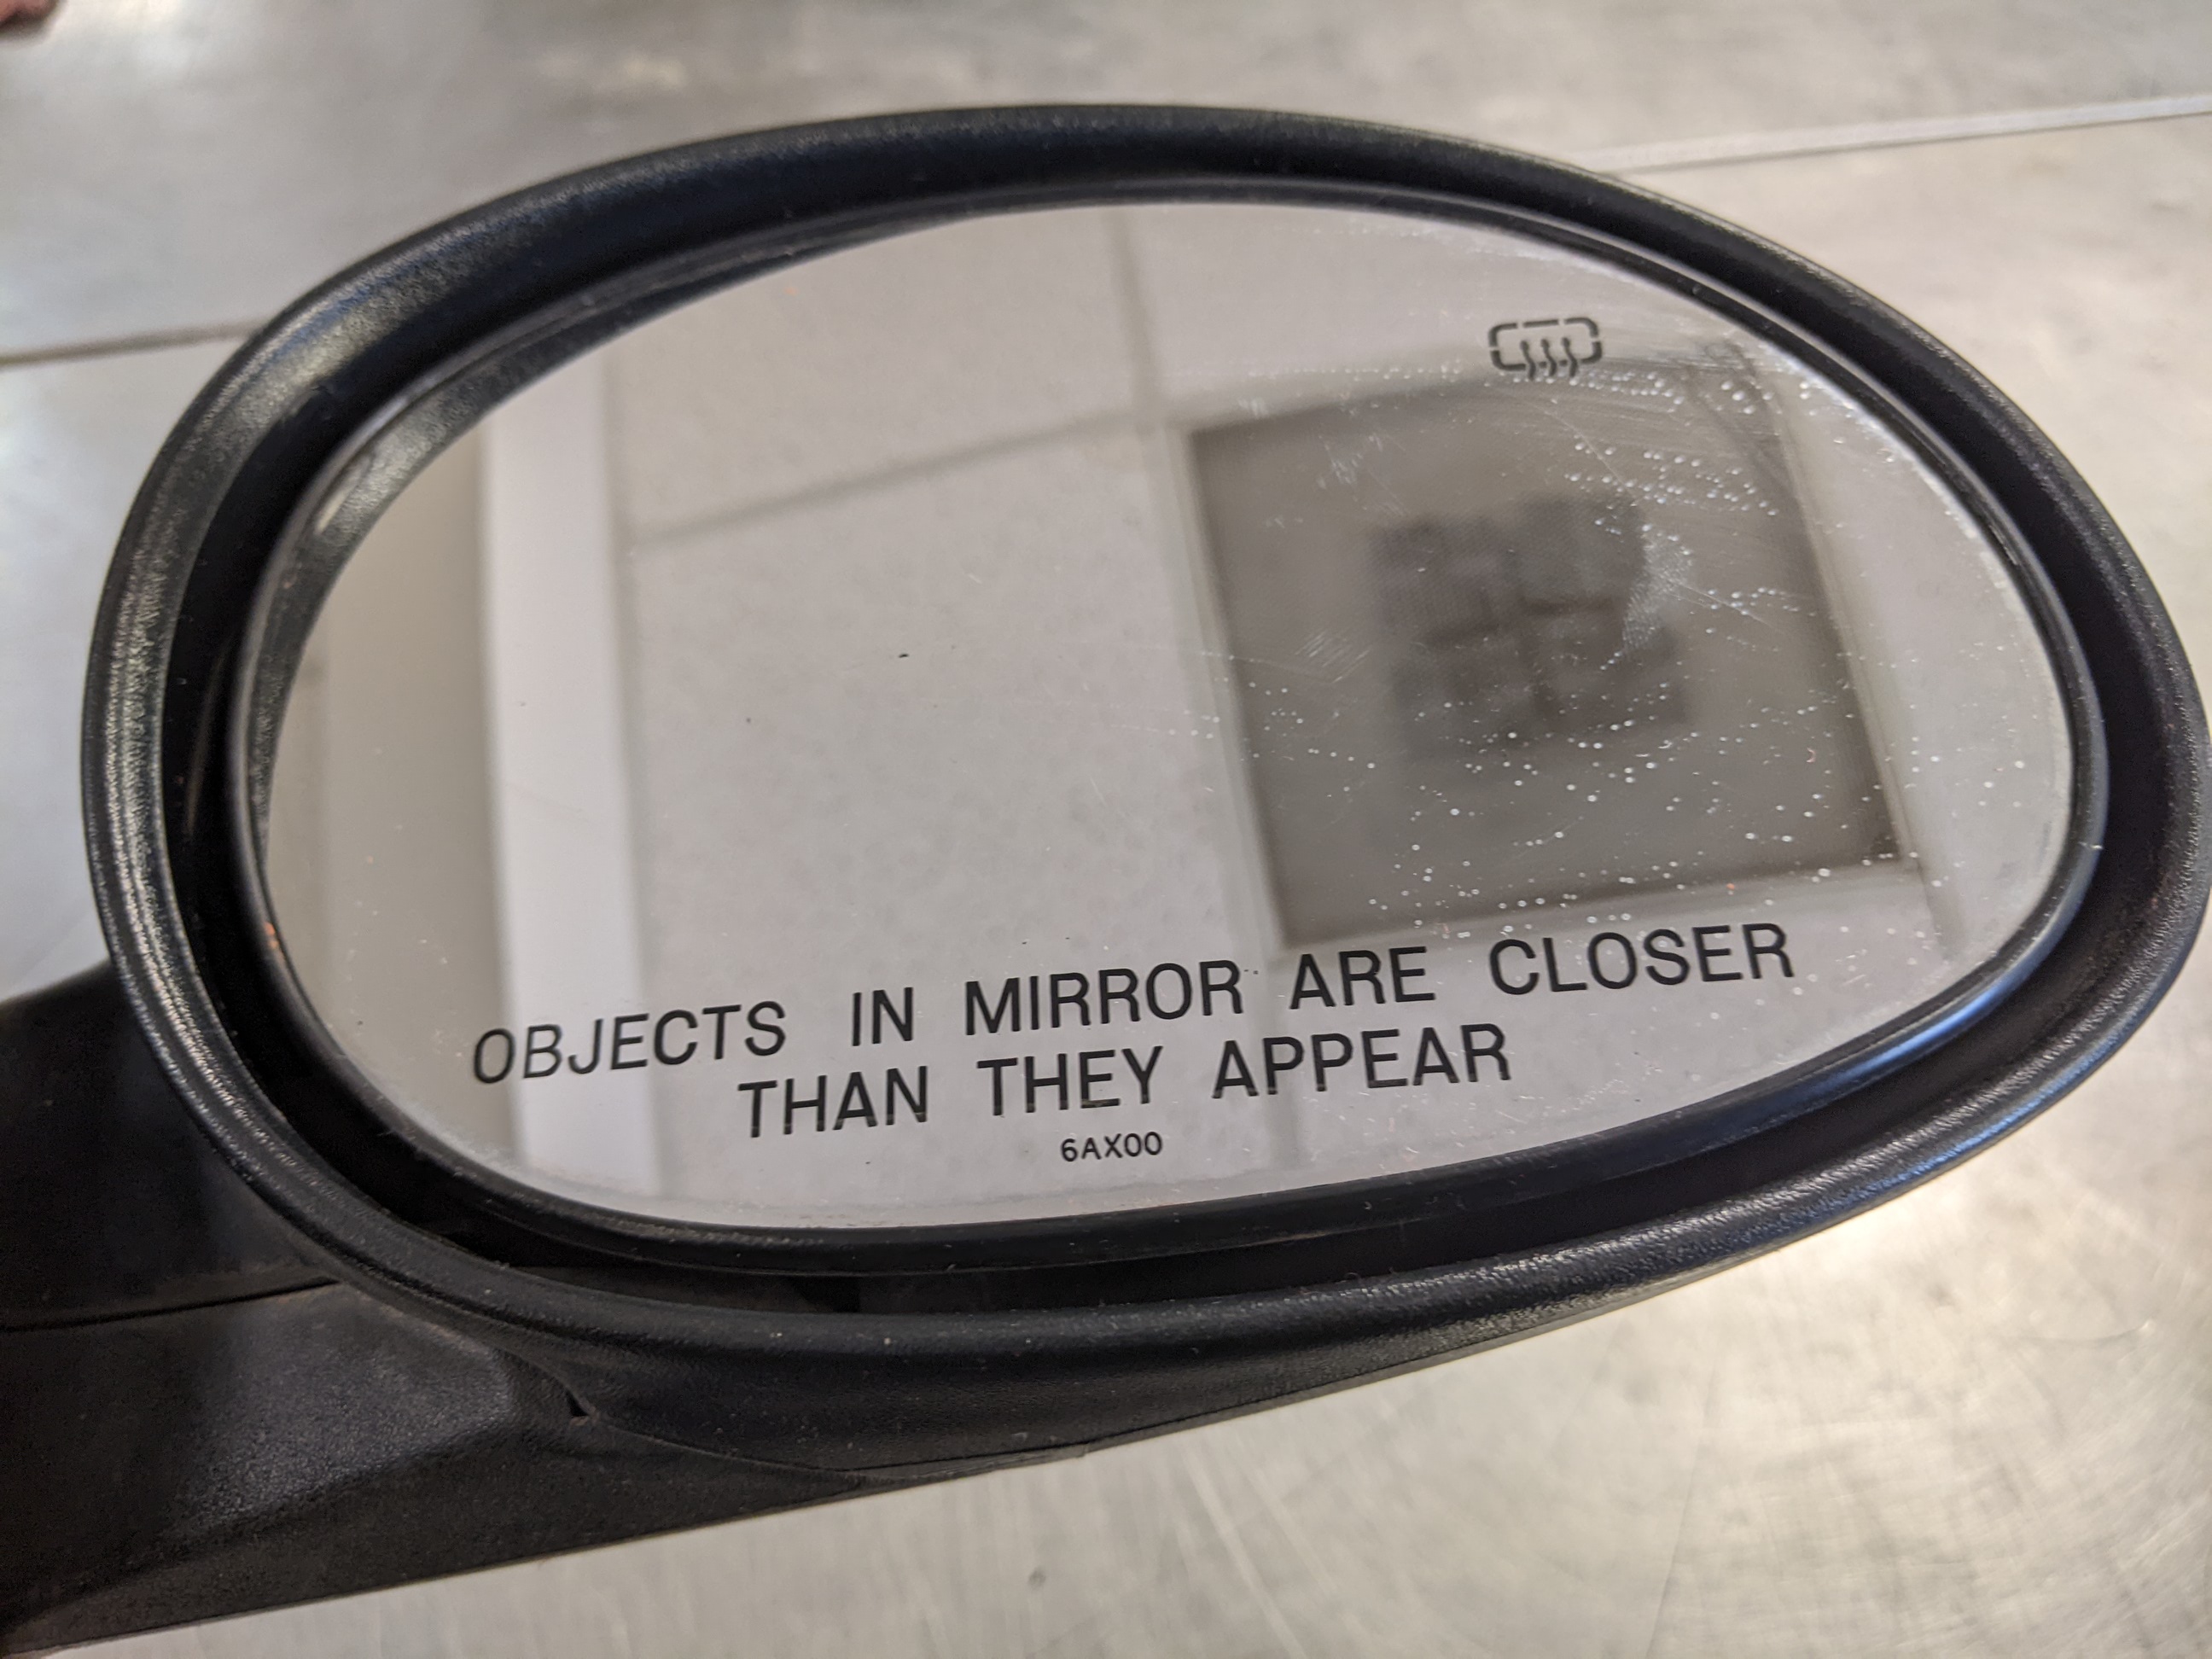 OBJECTS IN MIRROR ARE CLOSER
THAN THEY APPEAR
6AX00